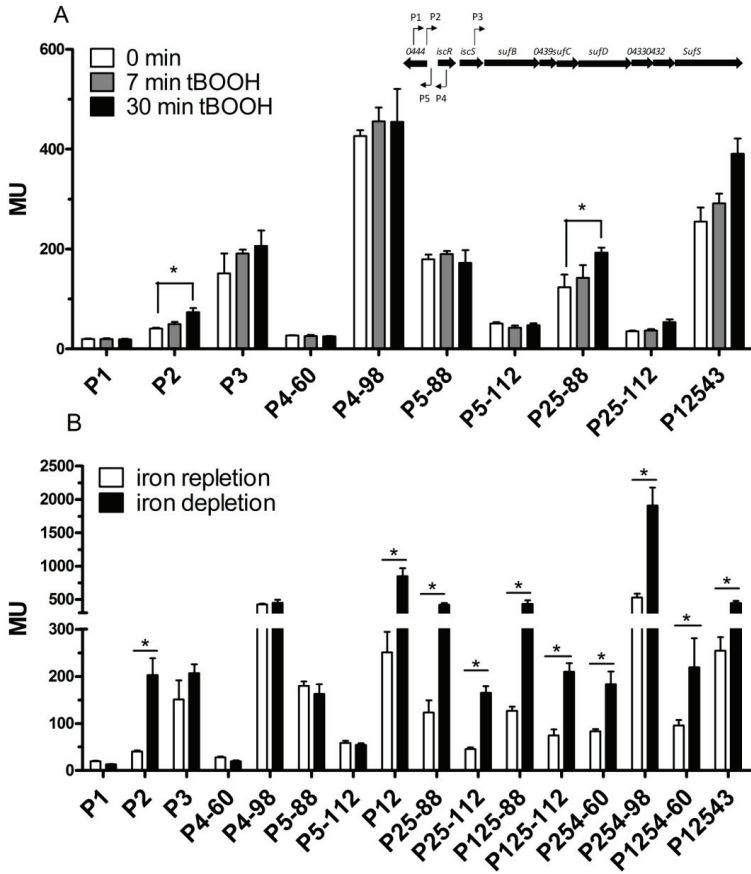 A
P1 P2 P3
0444 iscR iscS sufB 0439 sufC sufD 0433 0432 SufS
P5 P4
600
400
200
0
MU
0 min
7 min tBOOH
30 min tBOOH
*
*
P1 P2 P3 P4-60 P4-98 P5-88 P5-112 P25-88 P25-112 P12543
B
2500
2000
1500
1000
500
300
200
100
0
MU
iron repletion
iron depletion
*
*
*
*
*
*
*
*
*
*
P1 P2 P3 P4-60 P4-98 P5-88 P5-112 P12 P25-88 P25-112 P125-88 P125-112 P254-60 P254-98 P1254-60 P12543